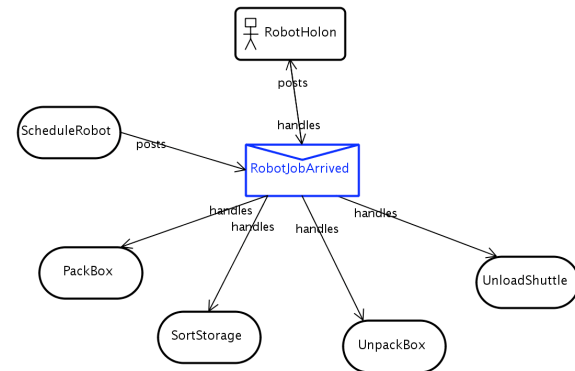 RobotHolon
posts
handles
ScheduleRobot
posts
RobotJobArrived
handles
handles
handles
handles
PackBox
UnloadShuttle
SortStorage
UnpackBox